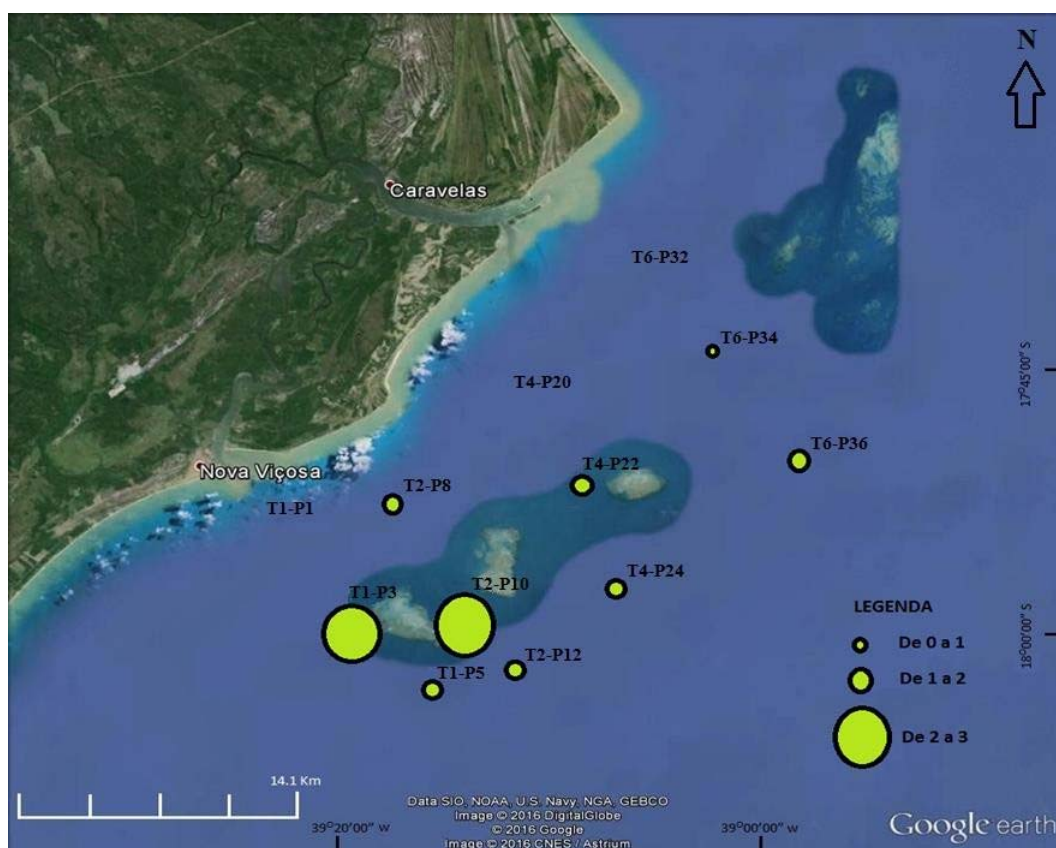 N
Caravelas
T6-P32
T6-P34
17°45'00" S
T4-P20
T6-P36
T4-P22
Nova Viçosa
T2-P8
T1-P1
T4-P24
T2-P10
T1-P3
LEGENDA
18°00'00" S
De 0 a 1
T2-P12
T1-P5
De 1 a 2
De 2 a 3
14.1 Km
Data SIO, NOAA, U.S. Navy, NGA, GEBCO
Image © 2016 DigitalGlobe
© 2016 Google
Image © 2016 CNES / Astrium
39°20'00" W
39°00'00" W
Google earth